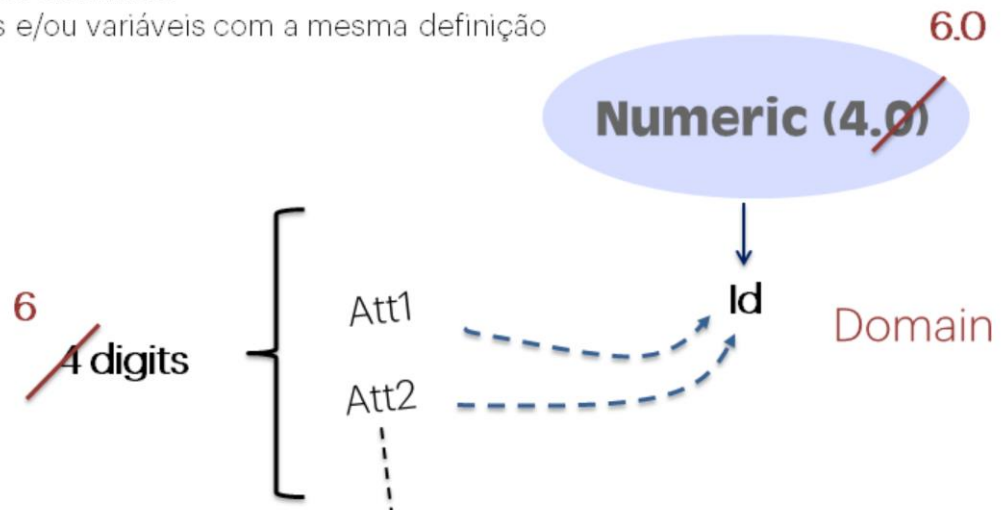 s e/ou variáveis com a mesma definição
6.0
Numeric (4.0)
Id
Domain
6
4 digits
Att1
Att2